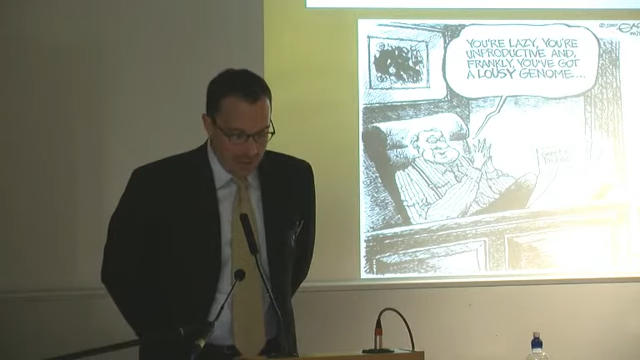 YOU'RE LAZY, YOU'RE
UNPRODUCTIVE AND,
FRANKLY, YOU'VE GOT
A LOUSY GENOME...